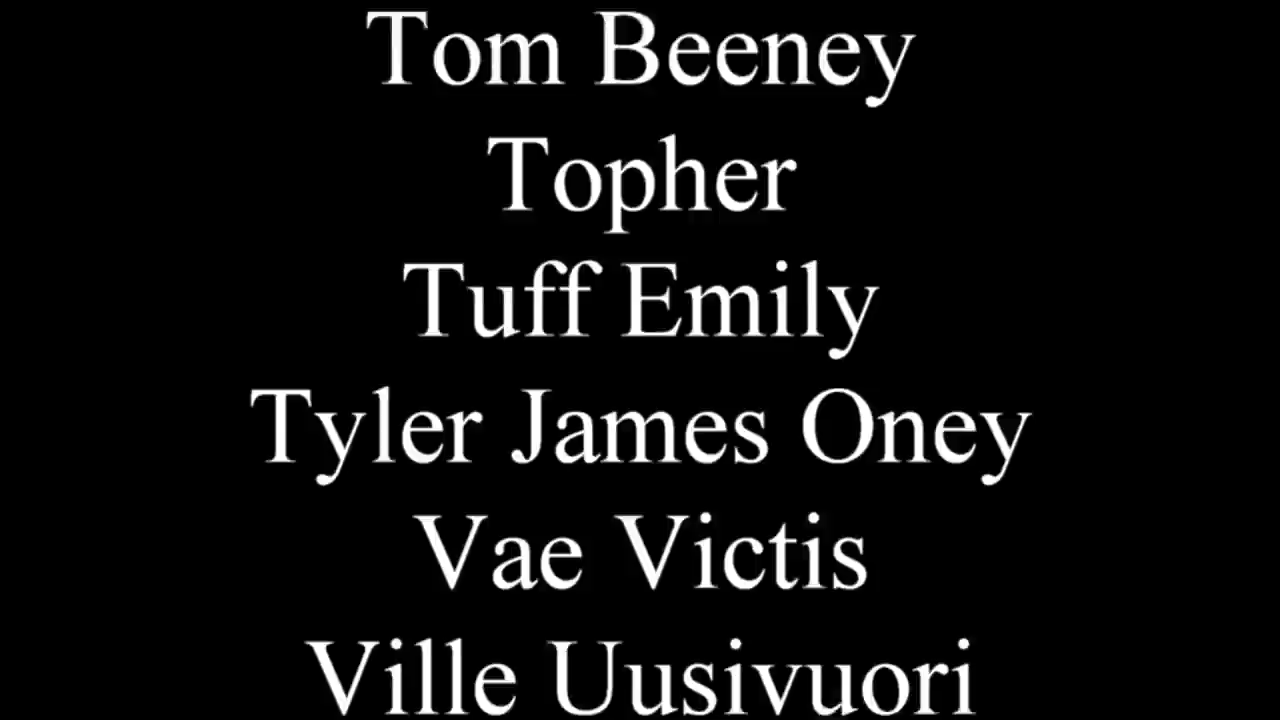 Tom Beeney
Topher
Tuff Emily
Tyler James Oney
Vae Victis
Ville Uusivuori